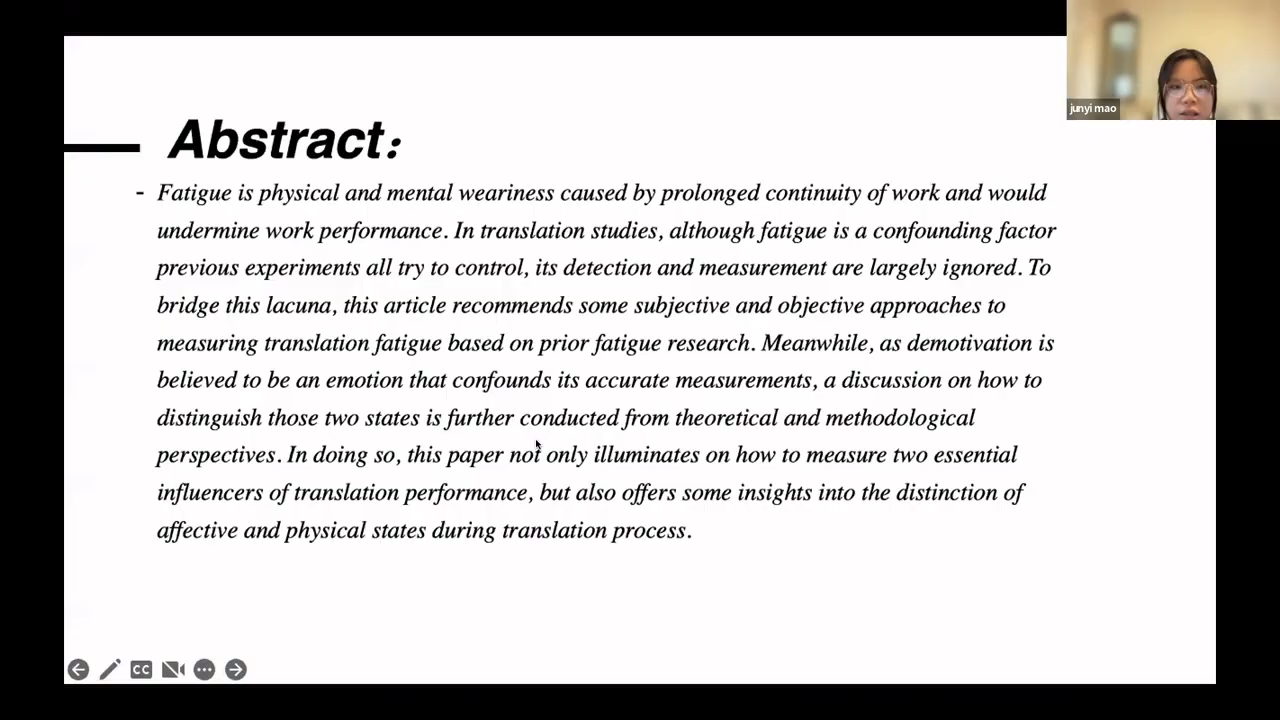 junyi mao
Abstract:
- Fatigue is physical and mental weariness caused by prolonged continuity of work and would
undermine work performance. In translation studies, although fatigue is a confounding factor
previous experiments all try to control, its detection and measurement are largely ignored. To
bridge this lacuna, this article recommends some subjective and objective approaches to
measuring translation fatigue based on prior fatigue research. Meanwhile, as demotivation is
believed to be an emotion that confounds its accurate measurements, a discussion on how to
distinguish those two states is further conducted from theoretical and methodological
perspectives. In doing so, this paper not only illuminates on how to measure two essential
influencers of translation performance, but also offers some insights into the distinction of
affective and physical states during translation process.
CC